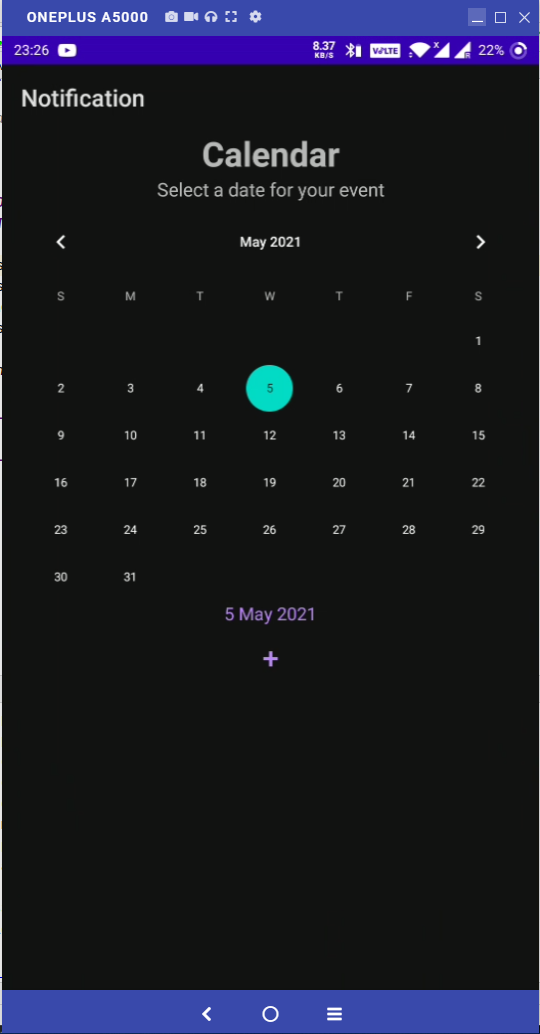 ONEPLUS A5000
23:26 8.37 KB/S VoLTE x R 22%
Notification
Calendar
Select a date for your event
May 2021
S M T W T F S
1
2 3 4 5 6 7 8
9 10 11 12 13 14 15
16 17 18 19 20 21 22
23 24 25 26 27 28 29
30 31
5 May 2021
+